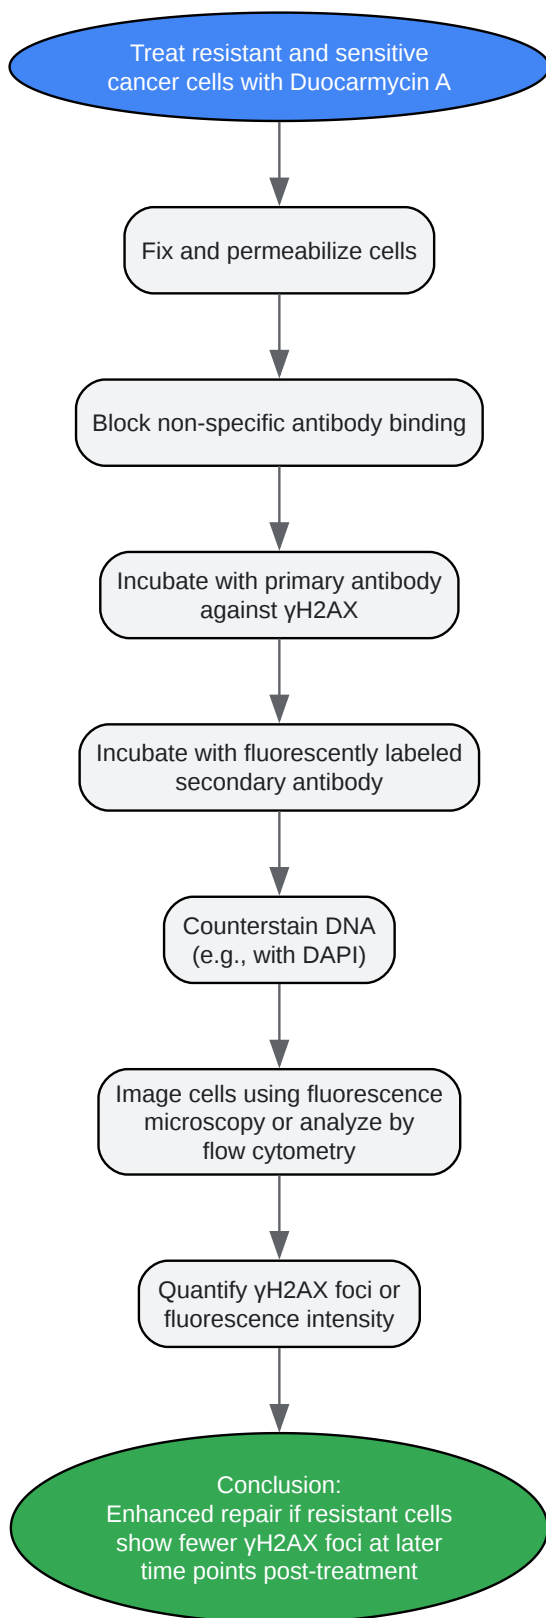 Treat resistant and sensitive
cancer cells with Duocarmycin A
Fix and permeabilize cells
Block non-specific antibody binding
Incubate with primary antibody
against γH2AX
Incubate with fluorescently labeled
secondary antibody
Counterstain DNA
(e.g., with DAPI)
Image cells using fluorescence
microscopy or analyze by
flow cytometry
Quantify γH2AX foci or
fluorescence intensity
Conclusion:
Enhanced repair if resistant cells
show fewer γH2AX foci at later
time points post-treatment